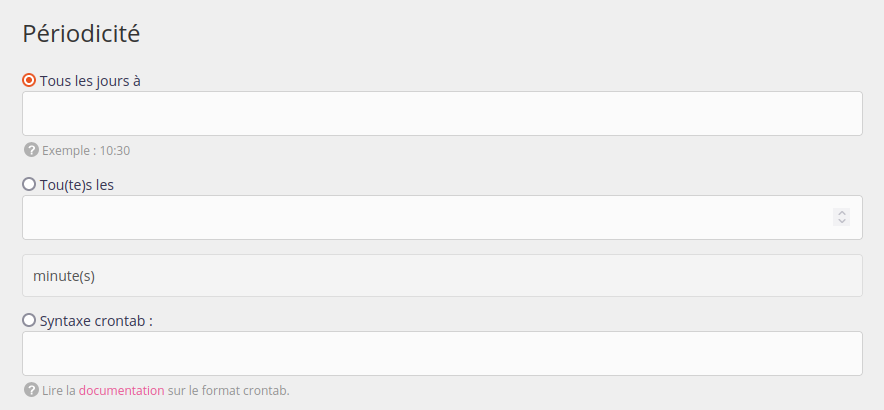 Périodicité
Tous les jours à
? Exemple : 10:30
Tou(te)s les
minute(s)
Syntaxe crontab :
? Lire la documentation sur le format crontab.